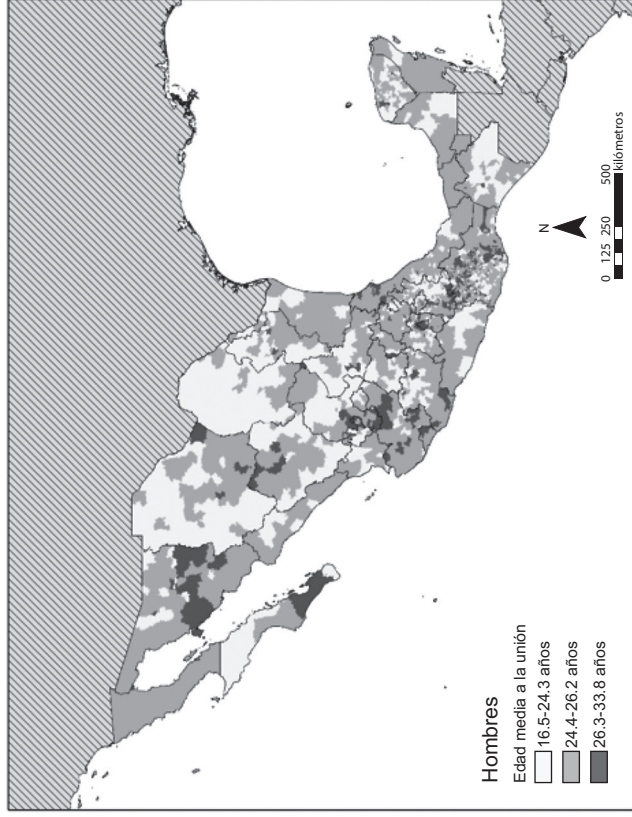 Hombres
Edad media a la unión
16.5-24.3 años
24.4-26.2 años
26.3-33.8 años
N
0 125 250 500
kilómetros